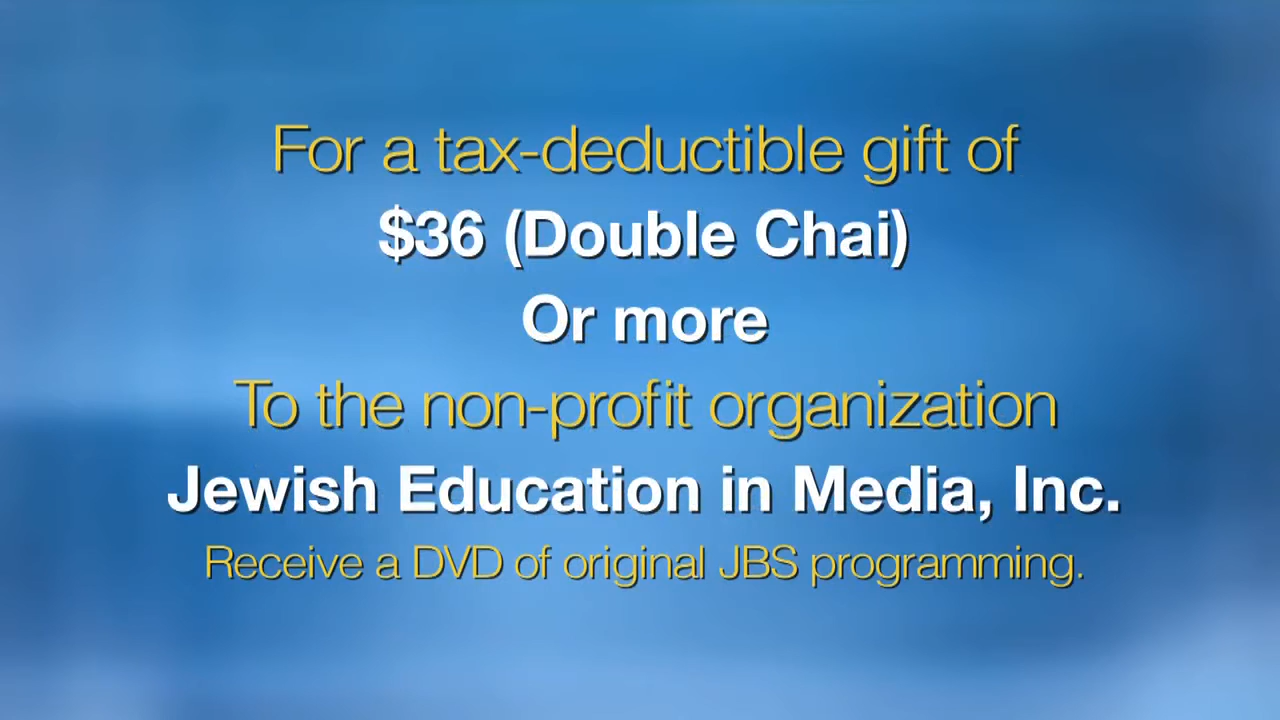 For a tax-deductible gift of
$36 (Double Chai)
Or more
To the non-profit organization
Jewish Education in Media, Inc.
Receive a DVD of original JBS programming.